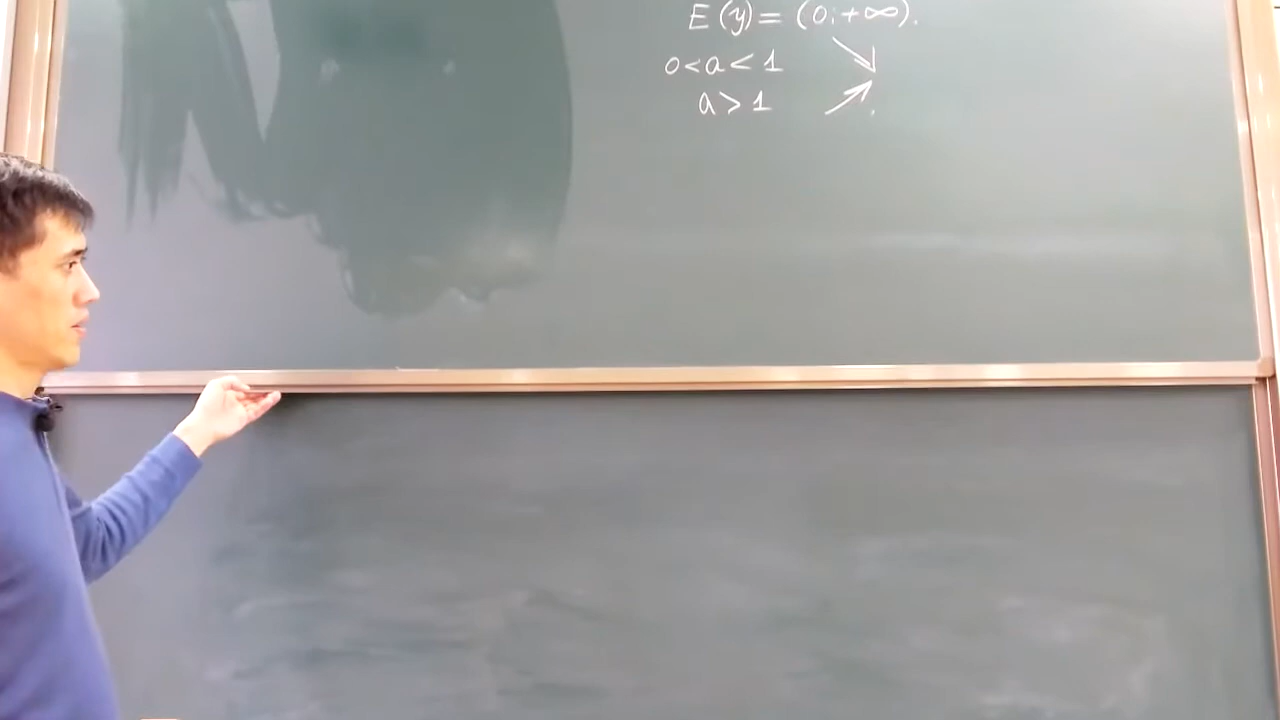 E (y) = (0; +∞).
0 < a < 1 ↘
a > 1 ↗.